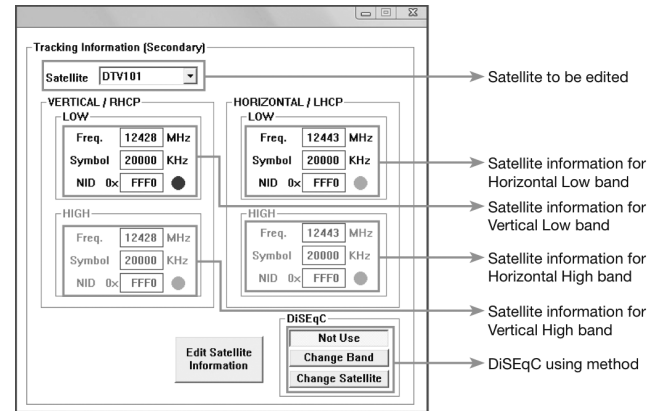 Tracking Information (Secondary)
Satellite DTV101
Satellite to be edited
VERTICAL / RHCP
LOW
Freq. 12428 MHz
Symbol 20000 KHz
NID 0x FFF0
HIGH
Freq. 12428 MHz
Symbol 20000 KHz
NID 0x FFF0
HORIZONTAL / LHCP
LOW
Freq. 12443 MHz
Symbol 20000 KHz
NID 0x FFF0
HIGH
Freq. 12443 MHz
Symbol 20000 KHz
NID 0x FFF0
Satellite information for
Horizontal Low band
Satellite information for
Vertical Low band
Satellite information for
Horizontal High band
Satellite information for
Vertical High band
Edit Satellite
Information
DiSEqC
Not Use
Change Band
Change Satellite
DiSEqC using method